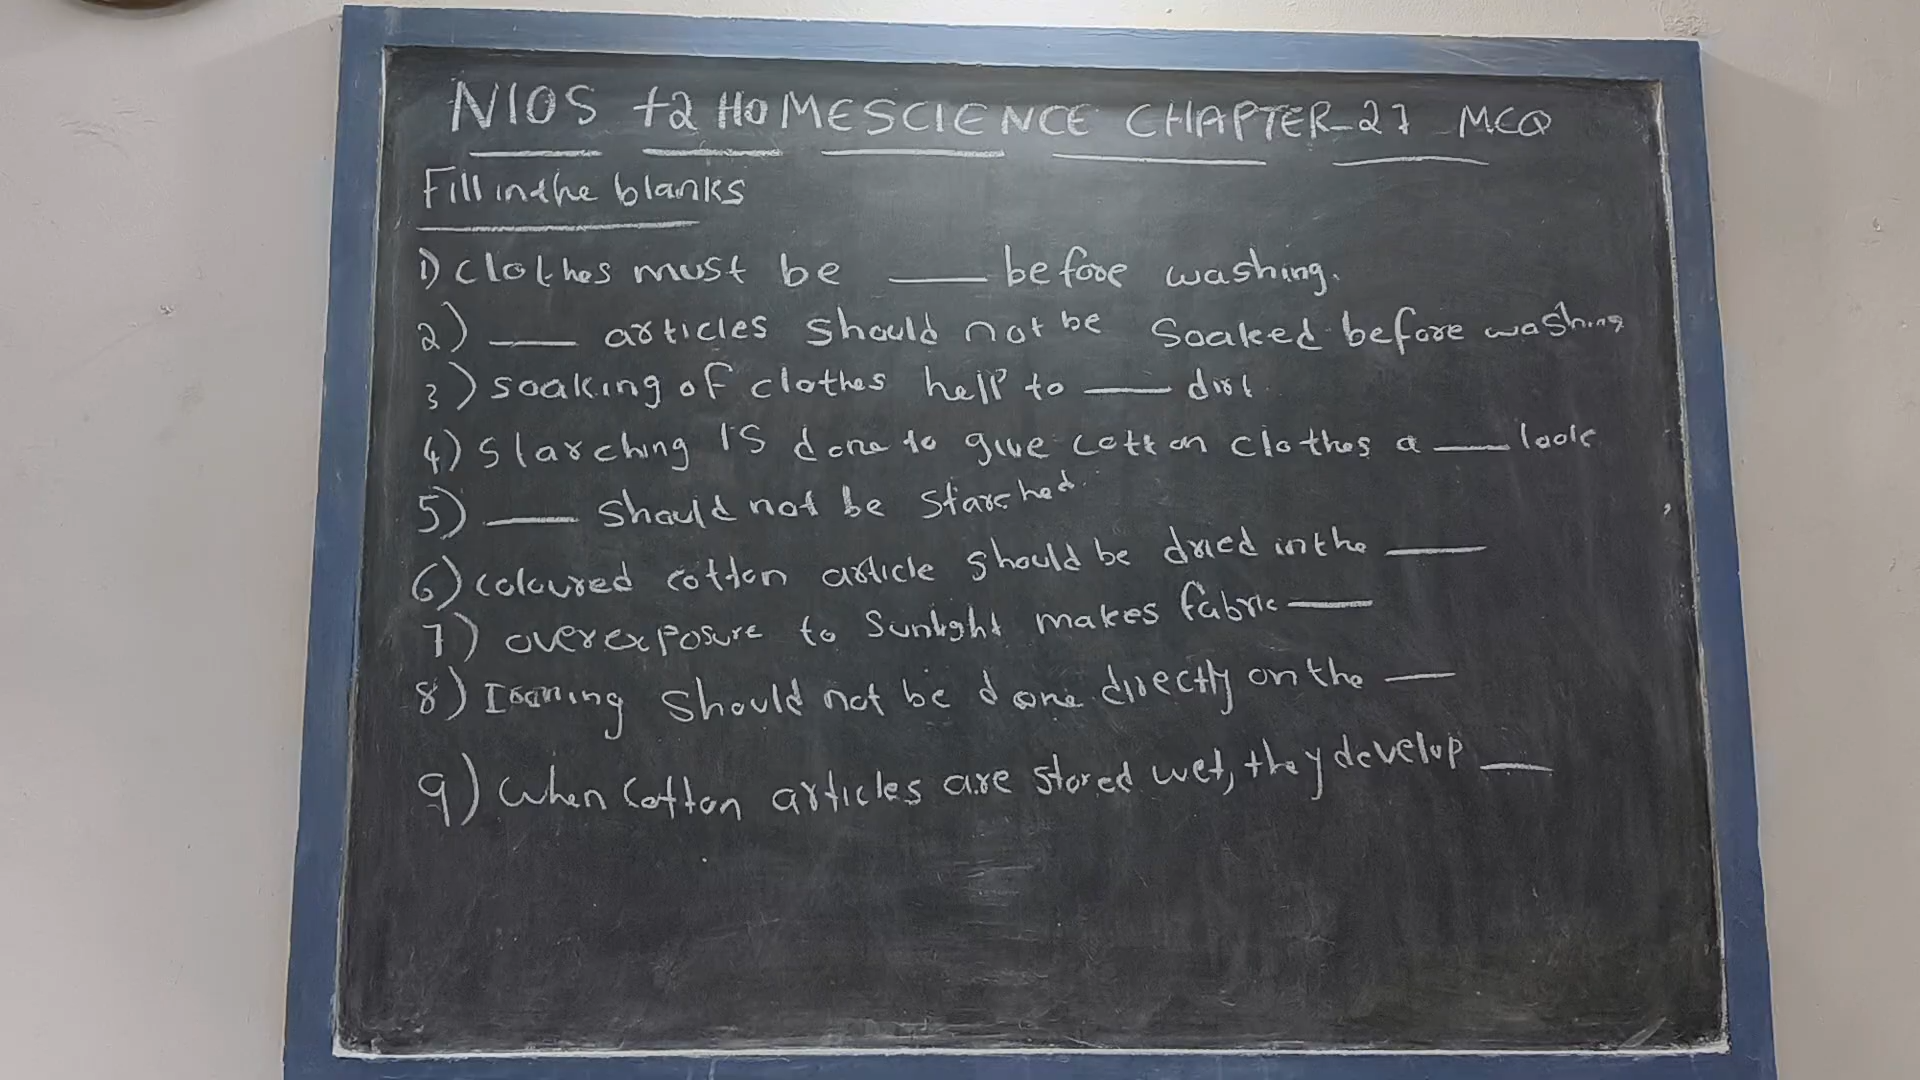 NIOS +2 HOMESCIENCE CHAPTER-27 MCQ
Fill in the blanks
1) clothes must be ___ before washing.
2) ___ articles should not be soaked before washing
3) soaking of clothes help to ___ dirt
4) Starching IS done to give cotton clothes a ___ look
5) ___ should not be starched.
6) coloured cotton article should be dried in the ___
7) over exposure to sunlight makes fabric ___
8) Ironing should not be done directly on the ___
9) when cotton articles are stored wet, they develop ___